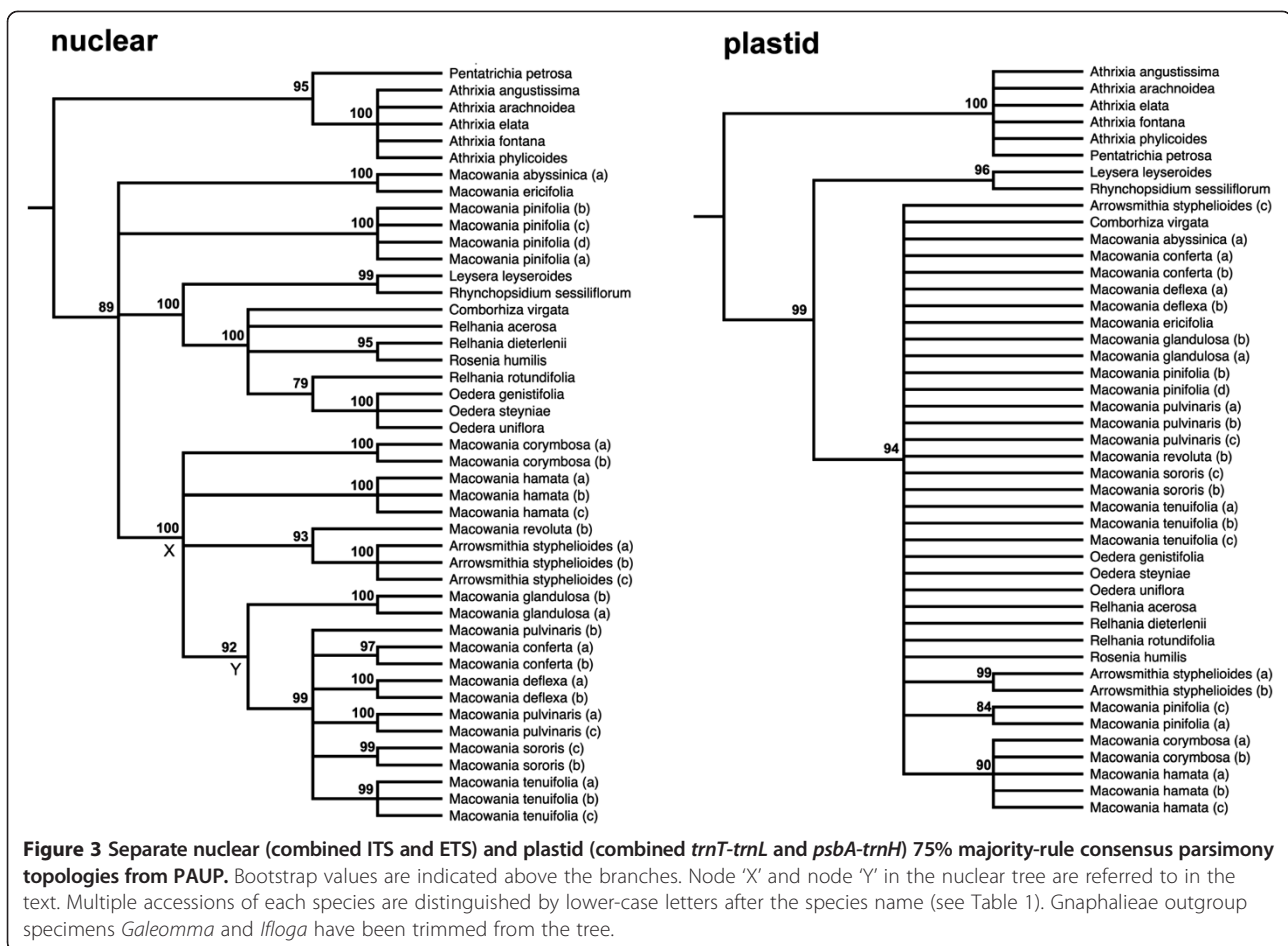 nuclear
95
Pentatrichia petrosa
Athrixia angustissima
Athrixia arachnoidea
100
Athrixia elata
Athrixia fontana
Athrixia phylicoides
100
Macowania abyssinica (a)
Macowania ericifolia
Macowania pinifolia (b)
100
Macowania pinifolia (c)
Macowania pinifolia (d)
Macowania pinifolia (a)
89
100
99
Leysera leyseroides
Rhynchopsidium sessiliflorum
Comborhiza virgata
100
Relhania acerosa
95
Relhania dieterlenii
Rosenia humilis
79
Relhania rotundifolia
100
Oedera genistifolia
Oedera steyniae
Oedera uniflora
100
Macowania corymbosa (a)
Macowania corymbosa (b)
Macowania hamata (a)
100
Macowania hamata (b)
Macowania hamata (c)
100
X
93
Macowania revoluta (b)
100
Arrowsmithia styphelioides (a)
Arrowsmithia styphelioides (b)
Arrowsmithia styphelioides (c)
100
Macowania glandulosa (b)
Macowania glandulosa (a)
92
Y
Macowania pulvinaris (b)
97
Macowania conferta (a)
Macowania conferta (b)
99
100
Macowania deflexa (a)
Macowania deflexa (b)
100
Macowania pulvinaris (a)
Macowania pulvinaris (c)
99
Macowania sororis (c)
Macowania sororis (b)
99
Macowania tenuifolia (a)
Macowania tenuifolia (b)
Macowania tenuifolia (c)
plastid
Athrixia angustissima
Athrixia arachnoidea
100
Athrixia elata
Athrixia fontana
Athrixia phylicoides
Pentatrichia petrosa
96
Leysera leyseroides
Rhynchopsidium sessiliflorum
99
Arrowsmithia styphelioides (c)
Comborhiza virgata
Macowania abyssinica (a)
Macowania conferta (a)
Macowania conferta (b)
Macowania deflexa (a)
Macowania deflexa (b)
Macowania ericifolia
Macowania glandulosa (b)
Macowania glandulosa (a)
Macowania pinifolia (b)
Macowania pinifolia (d)
Macowania pulvinaris (a)
Macowania pulvinaris (b)
Macowania pulvinaris (c)
94
Macowania revoluta (b)
Macowania sororis (c)
Macowania sororis (b)
Macowania tenuifolia (a)
Macowania tenuifolia (b)
Macowania tenuifolia (c)
Oedera genistifolia
Oedera steyniae
Oedera uniflora
Relhania acerosa
Relhania dieterlenii
Relhania rotundifolia
Rosenia humilis
99
Arrowsmithia styphelioides (a)
Arrowsmithia styphelioides (b)
84
Macowania pinifolia (c)
Macowania pinifolia (a)
Macowania corymbosa (a)
Macowania corymbosa (b)
90
Macowania hamata (a)
Macowania hamata (b)
Macowania hamata (c)
Figure 3 Separate nuclear (combined ITS and ETS) and plastid (combined trnT-trnL and psbA-trnH) 75% majority-rule consensus parsimony
topologies from PAUP. Bootstrap values are indicated above the branches. Node ‘X’ and node ‘Y’ in the nuclear tree are referred to in the
text. Multiple accessions of each species are distinguished by lower-case letters after the species name (see Table 1). Gnaphalieae outgroup
specimens Galeomma and Ifloga have been trimmed from the tree.